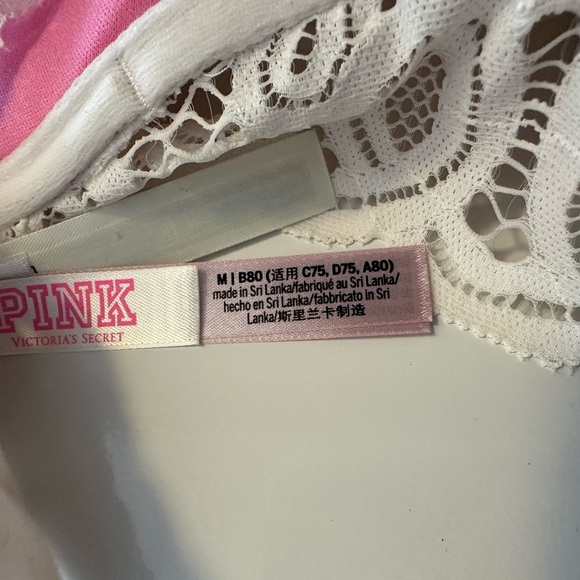 PINK
VICTORIA'S SECRET
M | B80 (适用 C75, D75, A80)
made in Sri Lanka/fabriqué au Sri Lanka/
hecho en Sri Lanka/fabbricato in Sri
Lanka/斯里兰卡制造